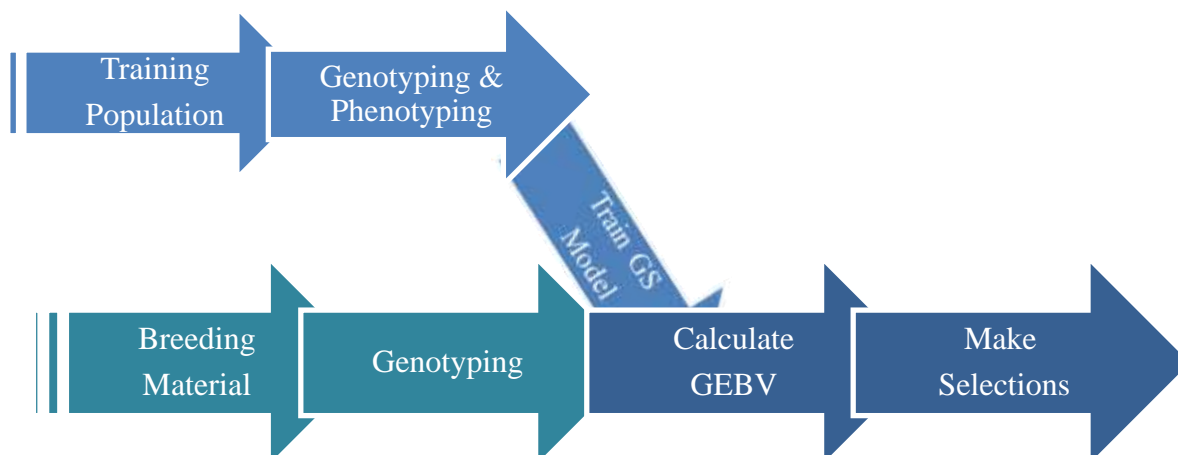 Training
Population
Genotyping &
Phenotyping
Train GS
Model
Breeding
Material
Genotyping
Calculate
GEBV
Make
Selections